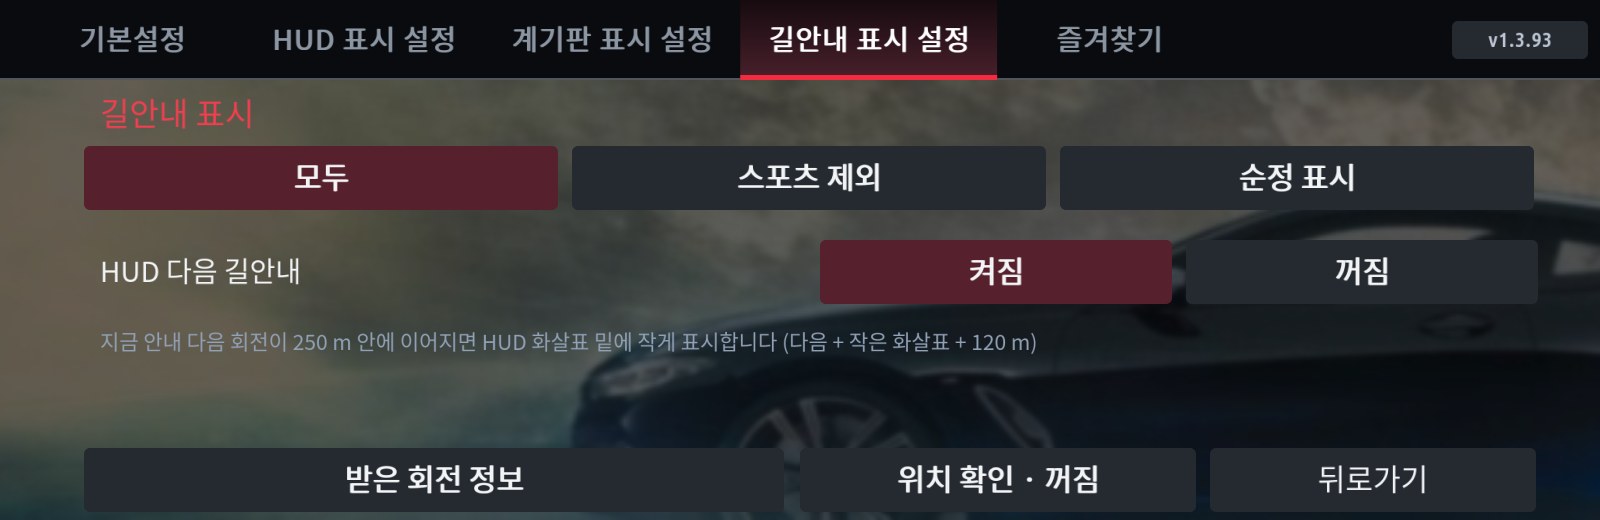 기본설정 HUD 표시 설정 계기판 표시 설정 길안내 표시 설정 즐겨찾기 v1.3.93
길안내 표시
모두 스포츠 제외 순정 표시
HUD 다음 길안내 켜짐 꺼짐
지금 안내 다음 회전이 250 m 안에 이어지면 HUD 화살표 밑에 작게 표시합니다 (다음 + 작은 화살표 + 120 m)
받은 회전 정보 위치 확인 · 꺼짐 뒤로가기